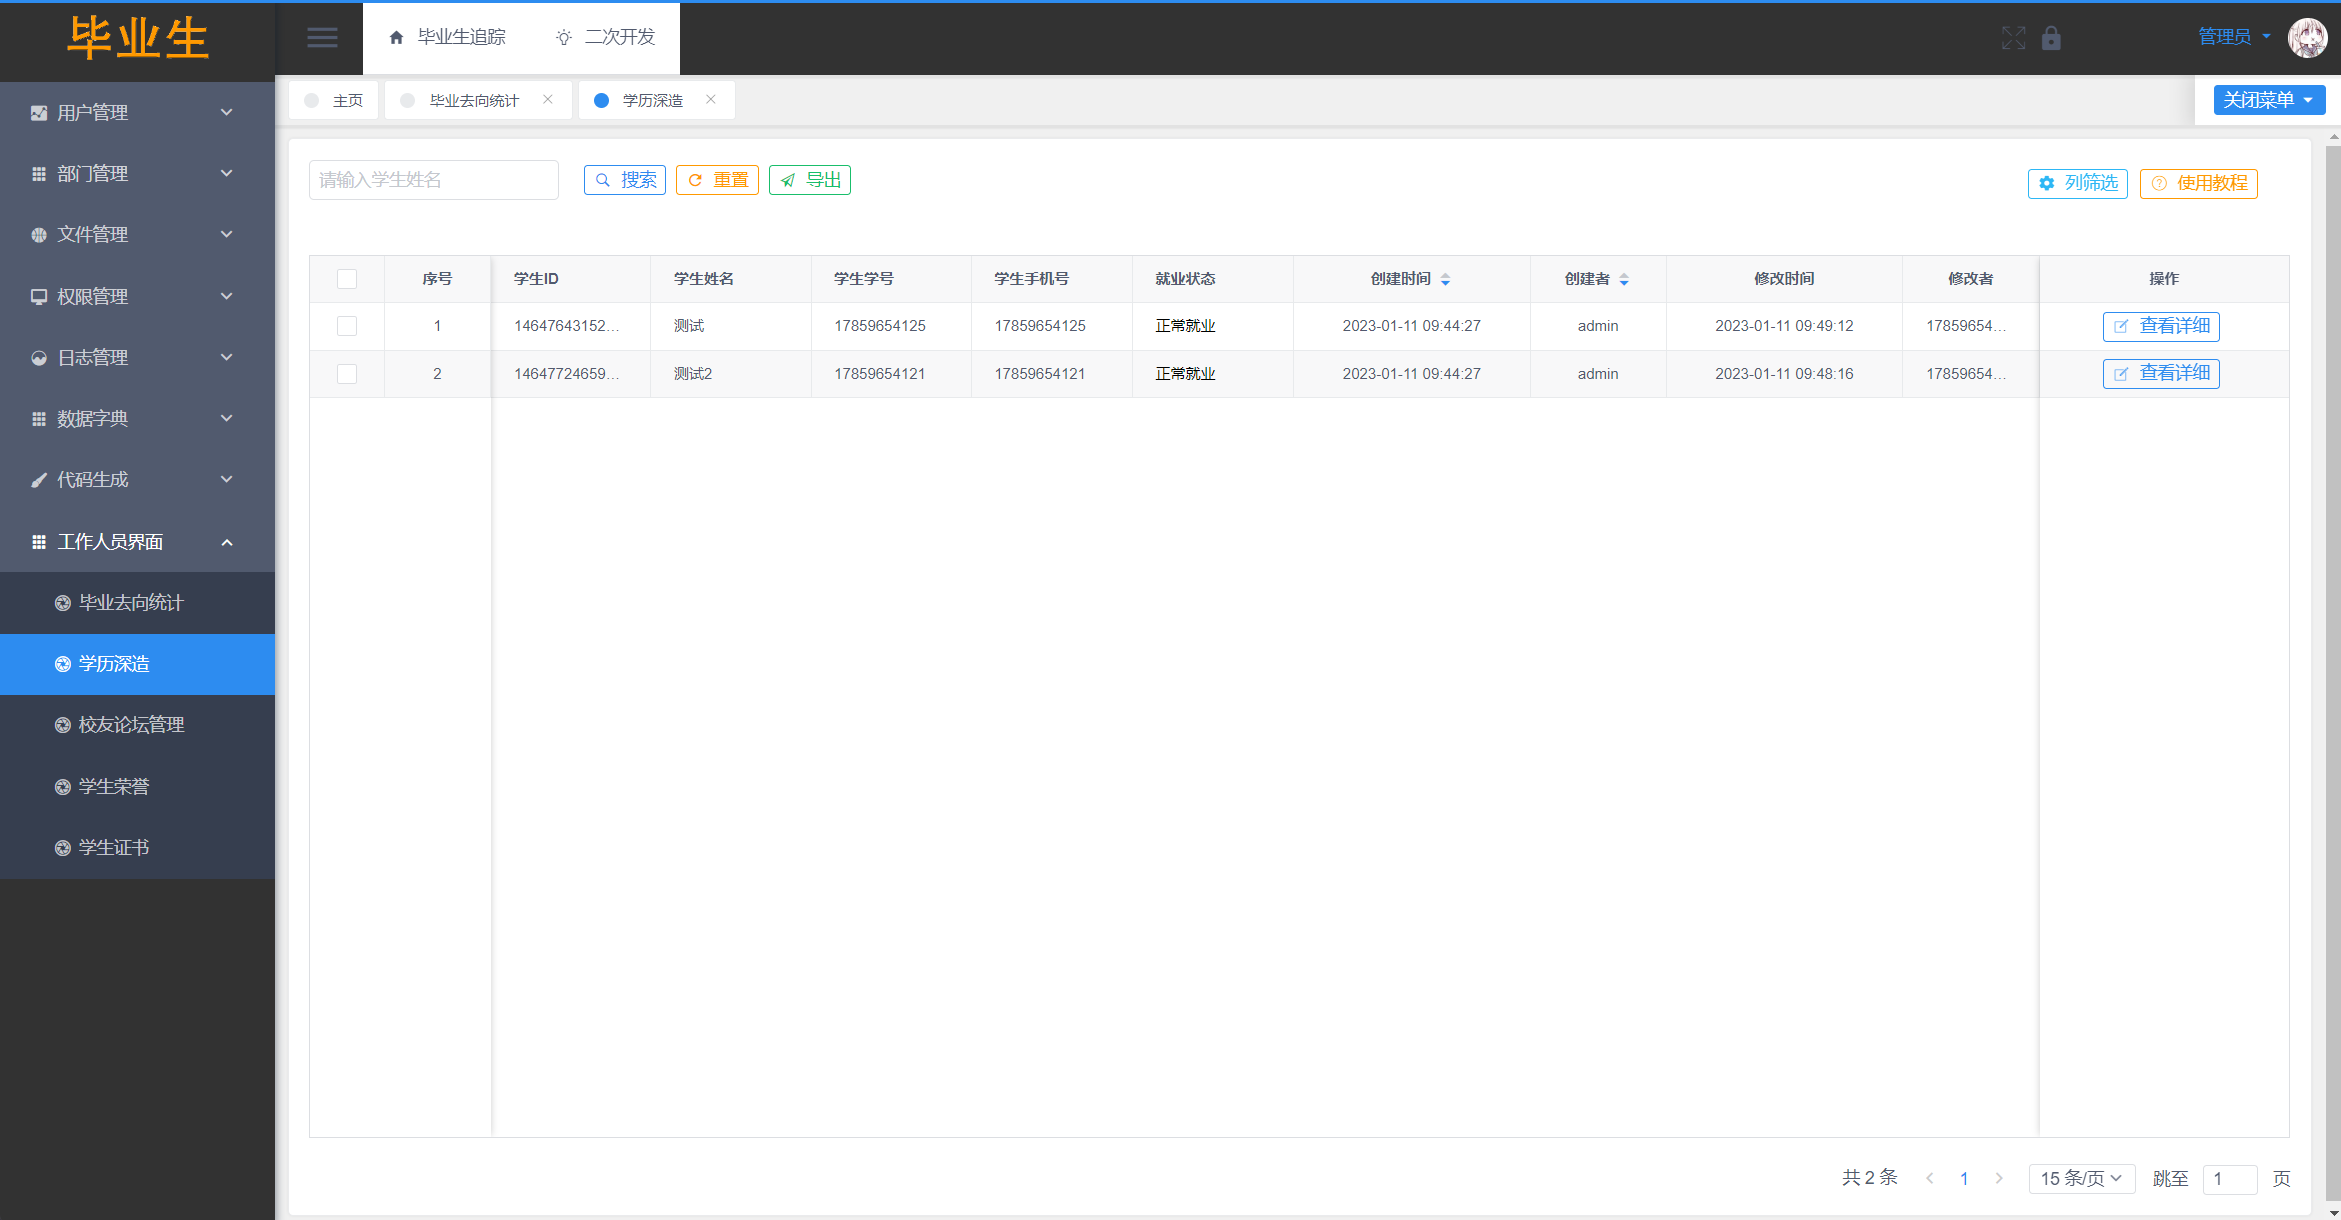 毕业生
毕业生追踪 二次开发 管理员
主页 毕业去向统计 学历深造 关闭菜单
用户管理
部门管理
文件管理
权限管理
日志管理
数据字典
代码生成
工作人员界面
毕业去向统计
学历深造
校友论坛管理
学生荣誉
学生证书
请输入学生姓名 搜索 重置 导出 列筛选 使用教程
序号 学生ID 学生姓名 学生学号 学生手机号 就业状态 创建时间 创建者 修改时间 修改者 操作
1 14647643152... 测试 17859654125 17859654125 正常就业 2023-01-11 09:44:27 admin 2023-01-11 09:49:12 17859654... 查看详细
2 14647724659... 测试2 17859654121 17859654121 正常就业 2023-01-11 09:44:27 admin 2023-01-11 09:48:16 17859654... 查看详细
共 2 条 1 15 条/页 跳至 1 页